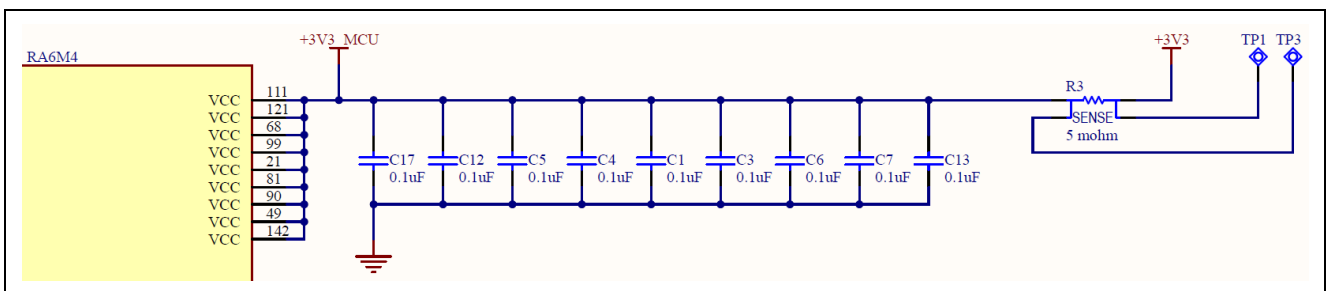 +3V3_MCU
+3V3
TP1 TP3
RA6M4
R3
SENSE
5 mohm
VCC 111
VCC 121
VCC 68
VCC 99
VCC 21
VCC 81
VCC 90
VCC 49
VCC 142
C17 C12 C5 C4 C1 C3 C6 C7 C13
0.1uF 0.1uF 0.1uF 0.1uF 0.1uF 0.1uF 0.1uF 0.1uF 0.1uF